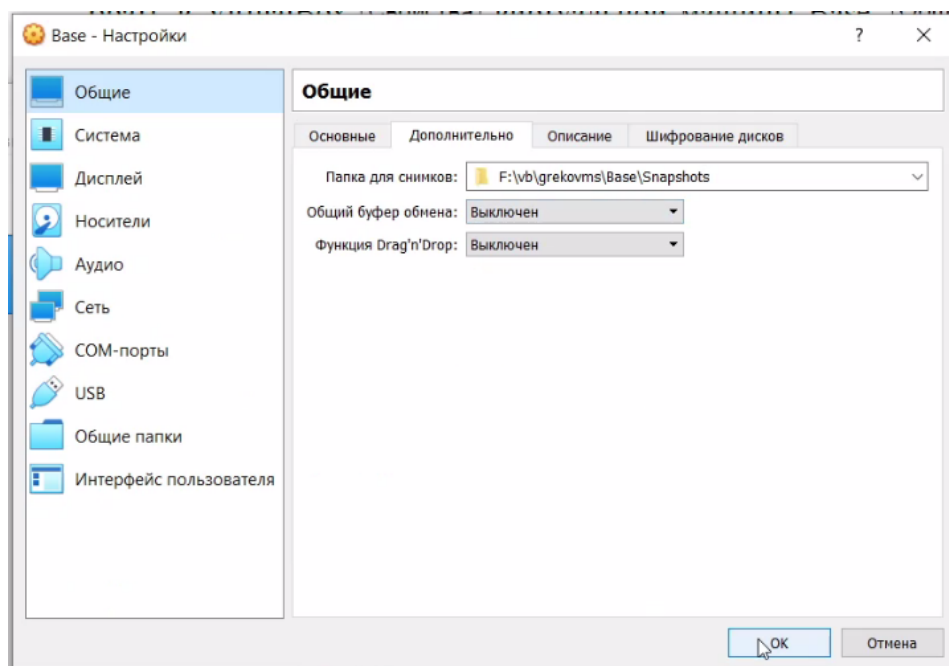 Base - Настройки
?
Общие
Система
Дисплей
Носители
Аудио
Сеть
COM-порты
USB
Общие папки
Интерфейс пользователя
Общие
Основные
Дополнительно
Описание
Шифрование дисков
Папка для снимков: F:\vb\grekovms\Base\Snapshots
Общий буфер обмена: Выключен
Функция Drag'n'Drop: Выключен
OK
Отмена